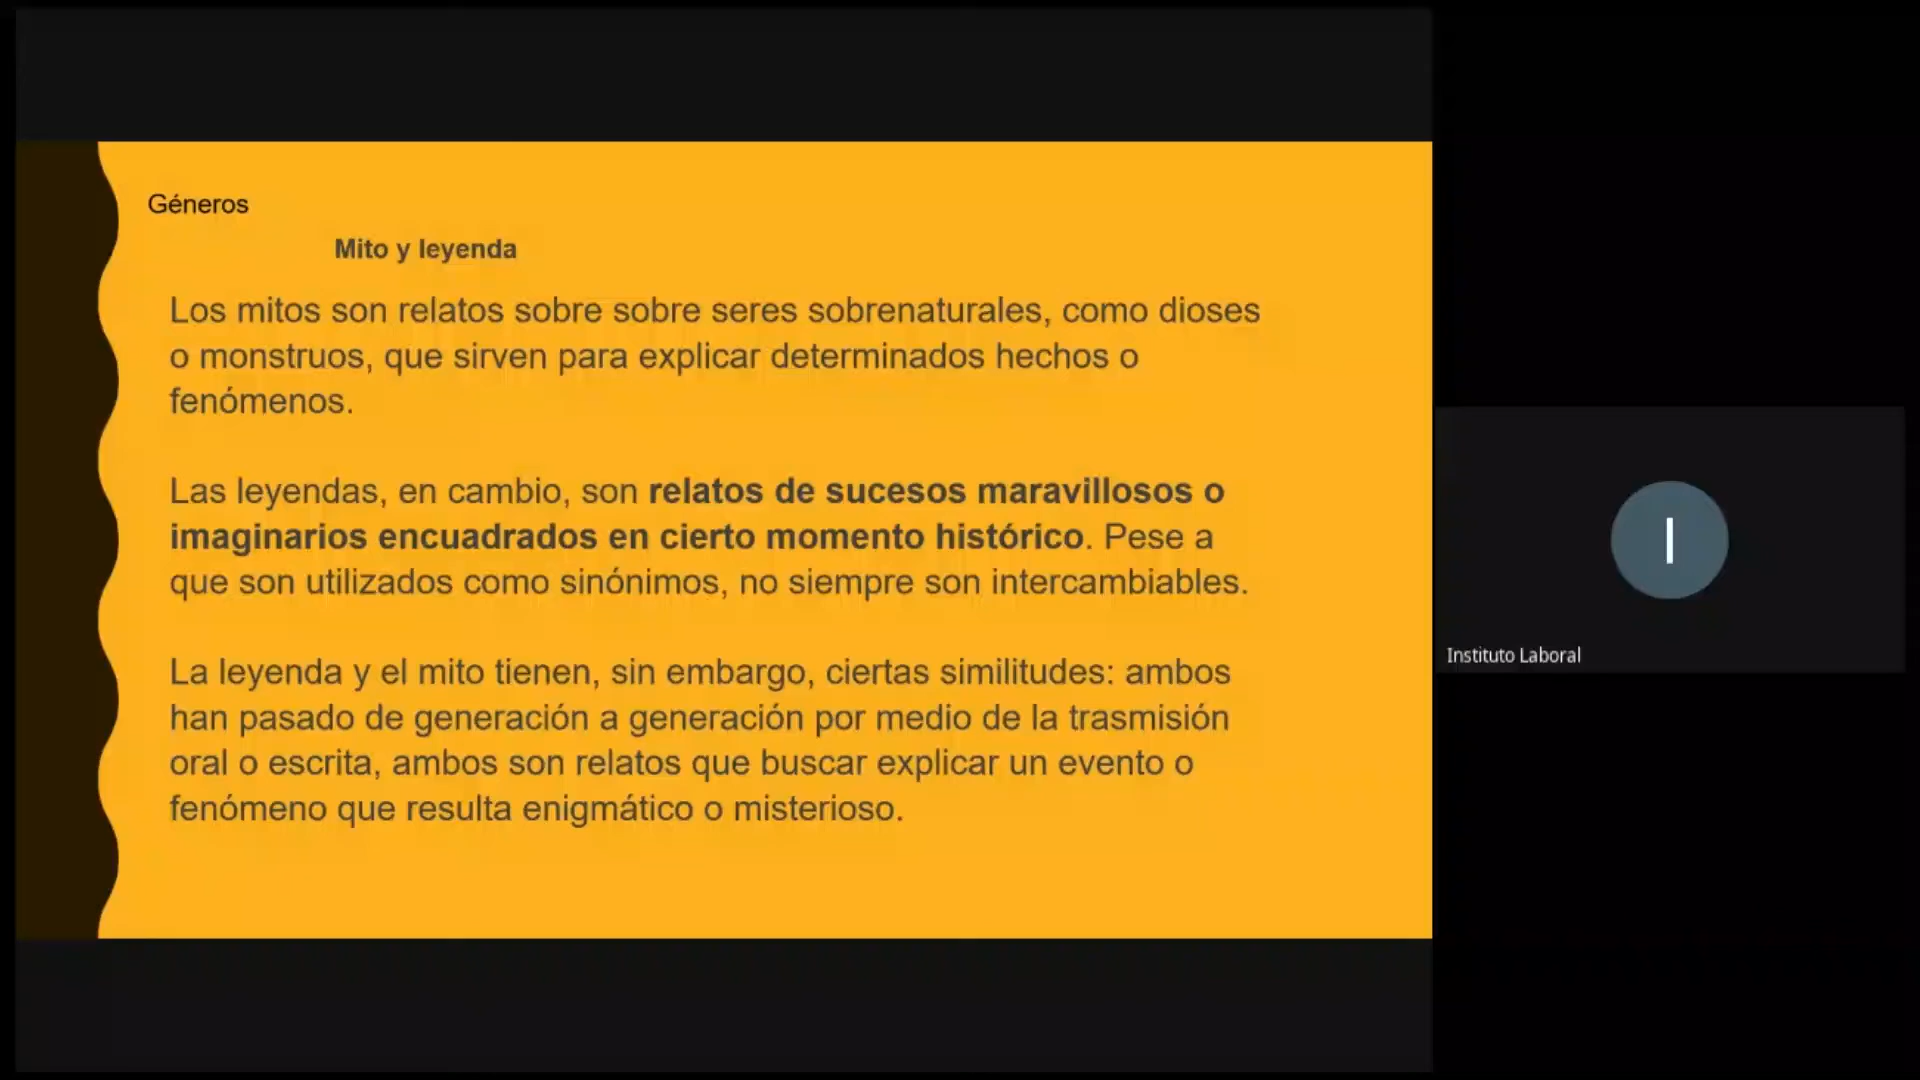 Géneros
Mito y leyenda
Los mitos son relatos sobre sobre seres sobrenaturales, como dioses
o monstruos, que sirven para explicar determinados hechos o
fenómenos.
Las leyendas, en cambio, son relatos de sucesos maravillosos o
imaginarios encuadrados en cierto momento histórico. Pese a
que son utilizados como sinónimos, no siempre son intercambiables.
La leyenda y el mito tienen, sin embargo, ciertas similitudes: ambos
han pasado de generación a generación por medio de la trasmisión
oral o escrita, ambos son relatos que buscar explicar un evento o
fenómeno que resulta enigmático o misterioso.
I
Instituto Laboral